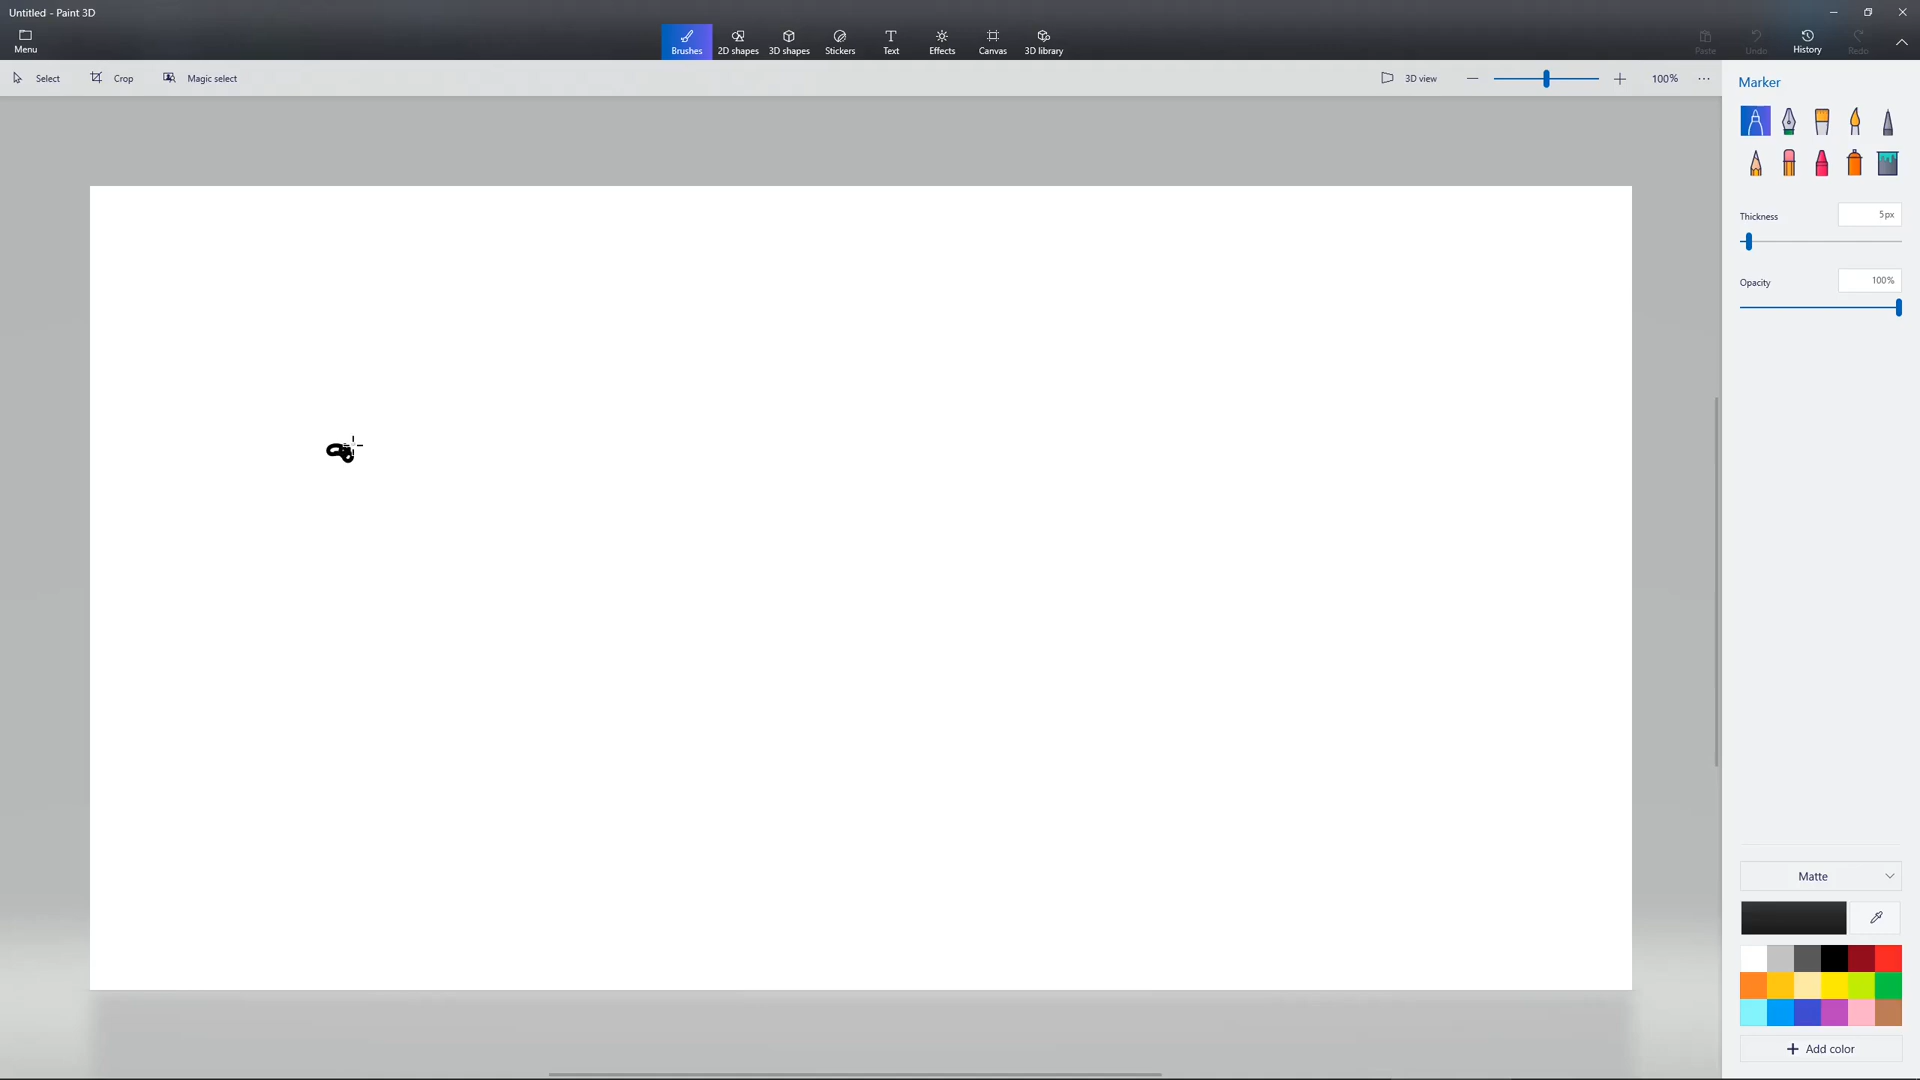 Untitled - Paint 3D
Menu
Brushes
2D shapes
3D shapes
Stickers
Text
Effects
Canvas
3D library
Paste
Undo
History
Redo
Select
Crop
Magic select
3D view
100%
Marker
Thickness
5px
Opacity
100%
Matte
Add color